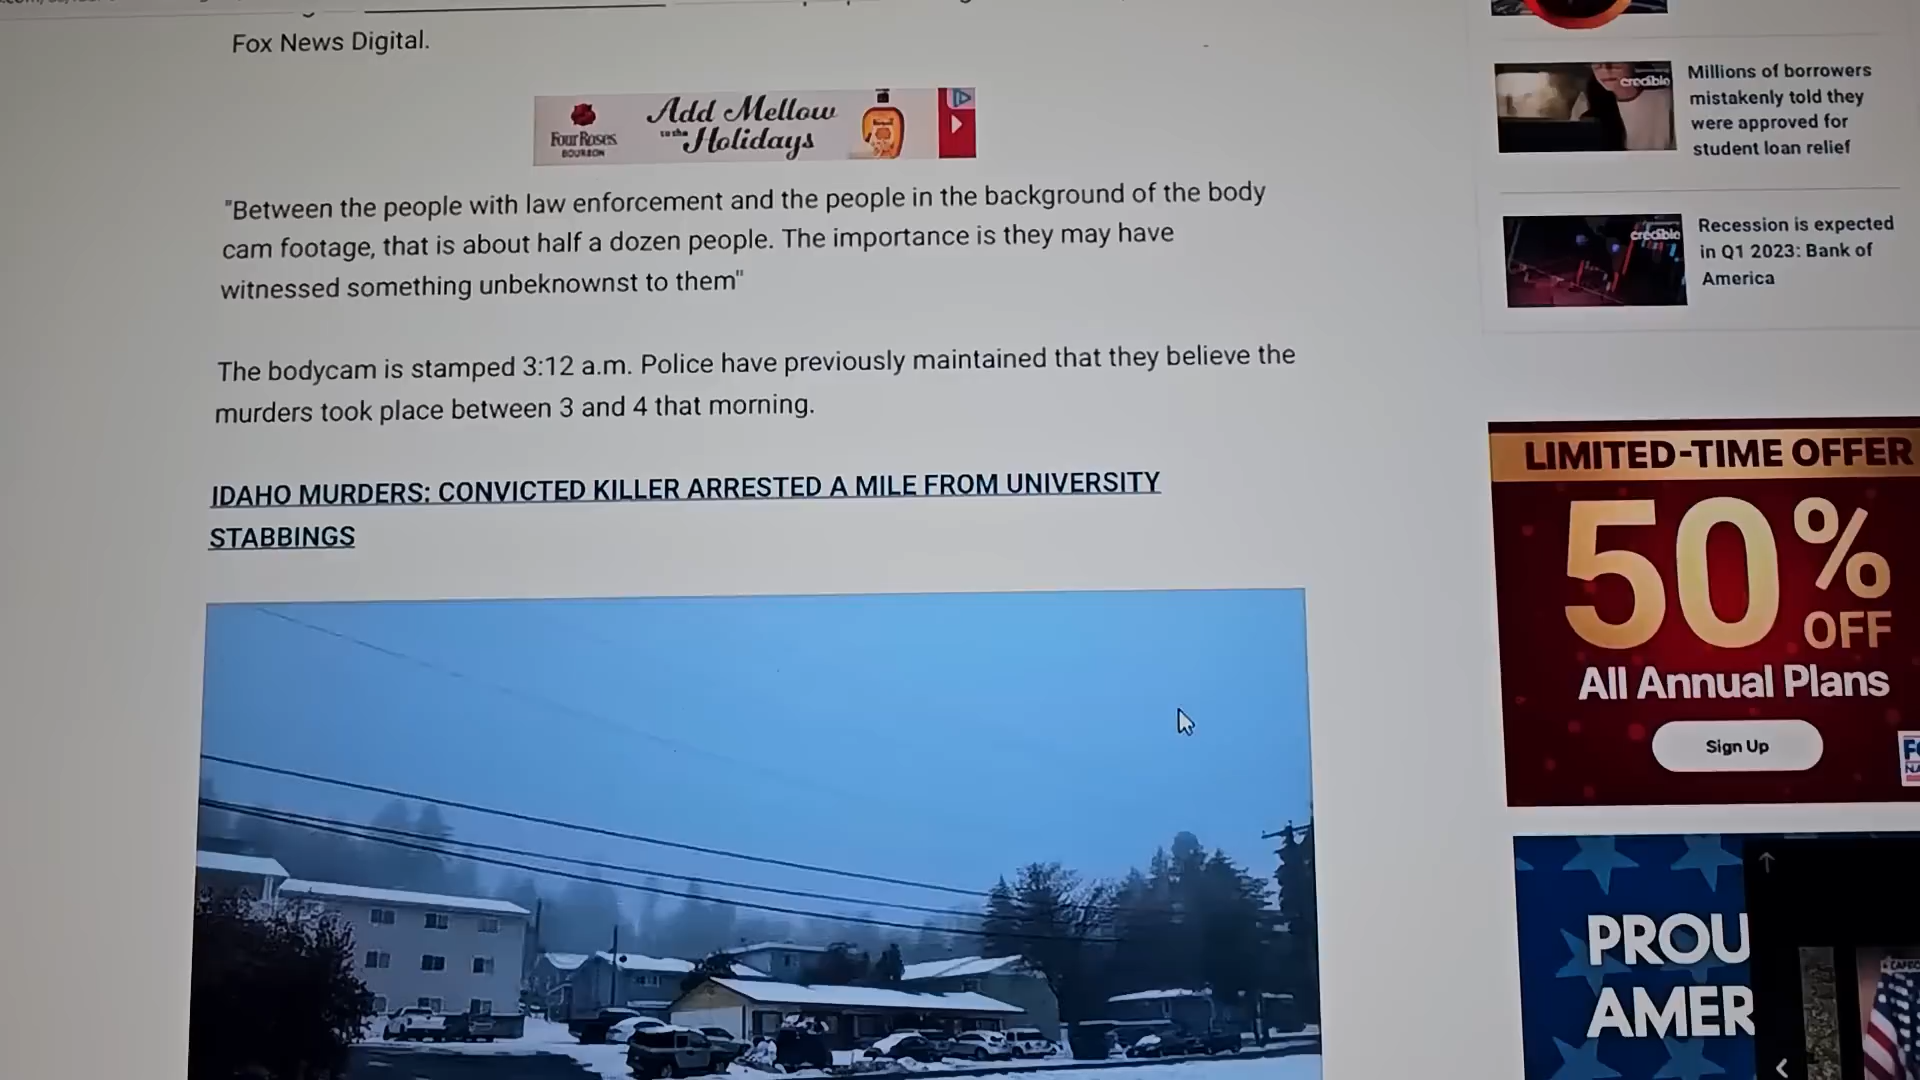 Fox News Digital.
Add Mellow
to the Holidays
Four Roses
BOURBON
"Between the people with law enforcement and the people in the background of the body
cam footage, that is about half a dozen people. The importance is they may have
witnessed something unbeknownst to them"
The bodycam is stamped 3:12 a.m. Police have previously maintained that they believe the
murders took place between 3 and 4 that morning.
IDAHO MURDERS: CONVICTED KILLER ARRESTED A MILE FROM UNIVERSITY
STABBINGS
credible
Millions of borrowers
mistakenly told they
were approved for
student loan relief
credible
Recession is expected
in Q1 2023: Bank of
America
LIMITED-TIME OFFER
50%
OFF
All Annual Plans
Sign Up
PROU
AMER